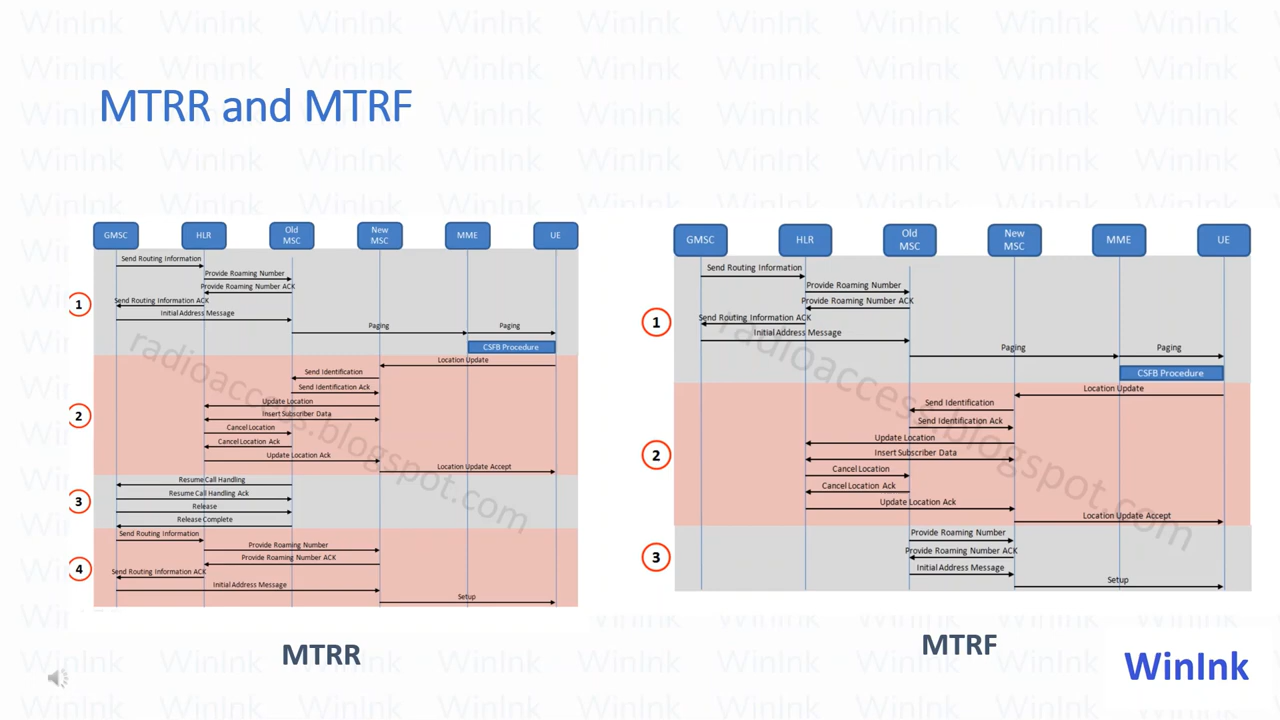 MTRR and MTRF
GMSC
HLR
Old
MSC
New
MSC
MME
UE
Send Routing Information
Provide Roaming Number
Provide Roaming Number ACK
1
Send Routing Information ACK
Initial Address Message
Paging
Paging
CSFB Procedure
Location Update
Send Identification
Send Identification Ack
Update Location
2
Insert Subscriber Data
Cancel Location
Cancel Location Ack
Update Location Ack
Location Update Accept
Resume Call Handling
Resume Call Handling Ack
3
Release
Release Complete
Send Routing Information
Provide Roaming Number
Provide Roaming Number ACK
4
Send Routing Information ACK
Initial Address Message
Setup
radioaccess.blogspot.com
MTRR
GMSC
HLR
Old
MSC
New
MSC
MME
UE
Send Routing Information
Provide Roaming Number
Provide Roaming Number ACK
1
Send Routing Information ACK
Initial Address Message
Paging
Paging
CSFB Procedure
Location Update
Send Identification
Send Identification Ack
Update Location
2
Insert Subscriber Data
Cancel Location
Cancel Location Ack
Update Location Ack
Location Update Accept
Provide Roaming Number
3
Provide Roaming Number ACK
Initial Address Message
Setup
radioaccess.blogspot.com
MTRF
WinInk